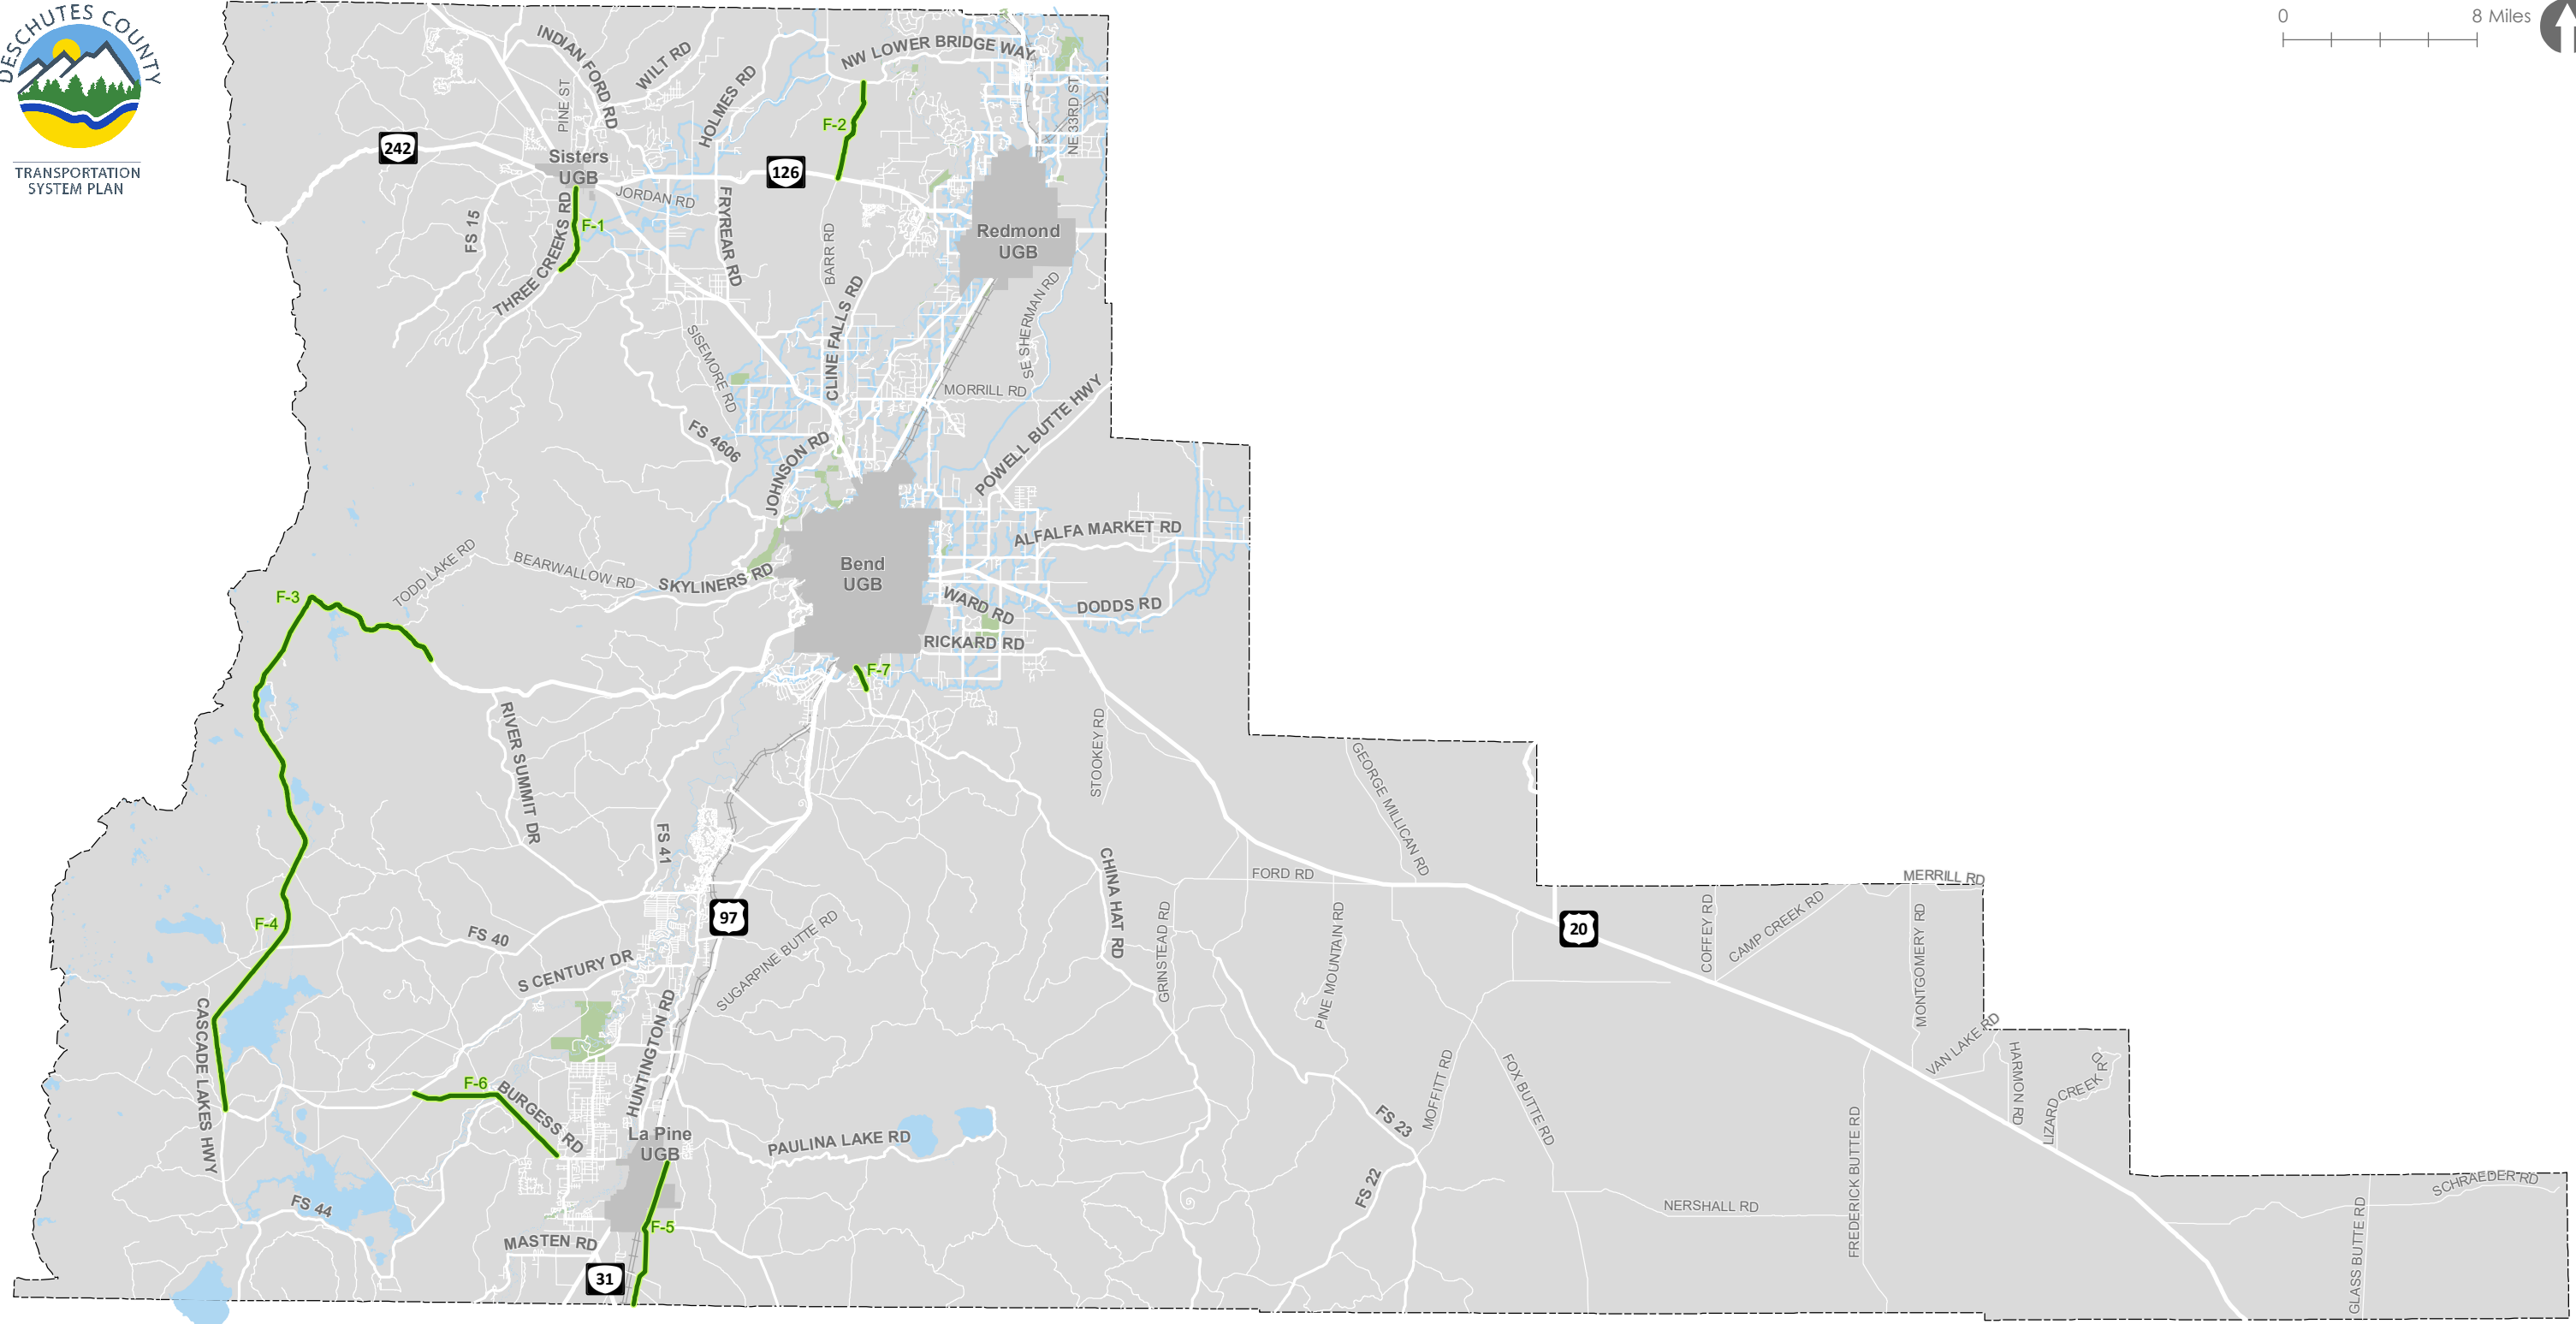 DESCHUTES COUNTY
TRANSPORTATION
SYSTEM PLAN
0 8 Miles
INDIAN FORD RD
WILT RD
NW LOWER BRIDGE WAY
HOLMES RD
PINE ST
NE 33RD ST
F-2
242
Sisters
UGB
126
JORDAN RD
FRYREAR RD
FS 15
THREE CREEKS RD
F-1
BARR RD
Redmond
UGB
SE SHERMAN RD
CLINE FALLS RD
SISEMORE RD
MORRILL RD
POWELL BUTTE HWY
FS 4606
JOHNSON RD
ALFALFA MARKET RD
TODD LAKE RD
BEARWALLOW RD
SKYLINERS RD
Bend
UGB
F-3
WARD RD
DODDS RD
RICKARD RD
F-7
RIVER SUMMIT DR
STOOKEY RD
GEORGE MILLICAN RD
FS 41
CHINA HAT RD
FORD RD
MERRILL RD
F-4
97
20
FS 40
S CENTURY DR
SUGARPINE BUTTE RD
GRINSTEAD RD
PINE MOUNTAIN RD
COFFEY RD
CAMP CREEK RD
MONTGOMERY RD
CASCADE LAKES HWY
HUNTINGTON RD
VAN LAKE RD
HARMON RD
LIZARD CREEK RD
F-6
BURGESS RD
MOFFITT RD
FOX BUTTE RD
FS 23
La Pine
UGB
PAULINA LAKE RD
FREDERICK BUTTE RD
FS 22
FS 44
NERSHALL RD
SCHRAEDER RD
GLASS BUTTE RD
F-5
MASTEN RD
31